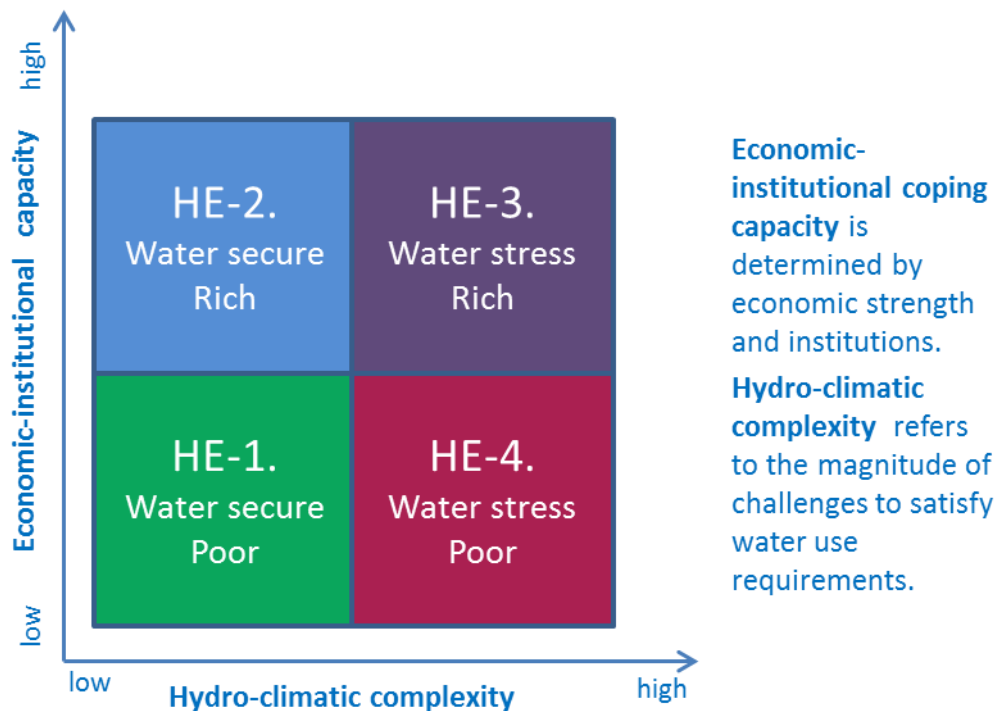 high
Economic-institutional capacity
low
HE-2.
Water secure
Rich
HE-3.
Water stress
Rich
HE-1.
Water secure
Poor
HE-4.
Water stress
Poor
low
Hydro-climatic complexity
high
Economic-
institutional coping
capacity is
determined by
economic strength
and institutions.
Hydro-climatic
complexity refers
to the magnitude of
challenges to satisfy
water use
requirements.